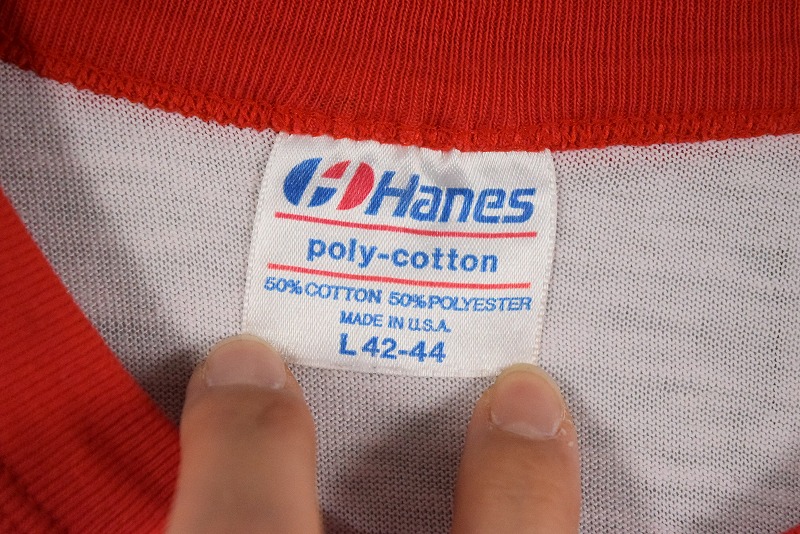 Hanes
poly-cotton
50% COTTON 50% POLYESTER
MADE IN U.S.A.
L 42-44